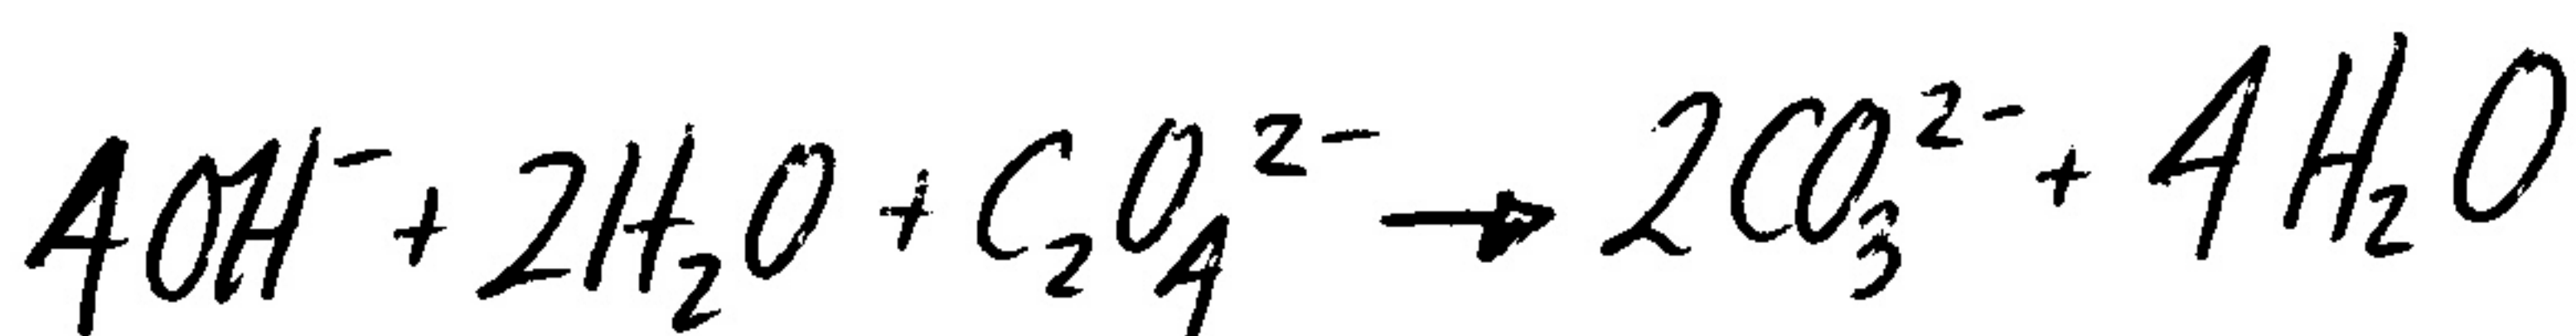 4OH⁻ + 2H₂O + C₂O₄²⁻ → 2CO₃²⁻ + 4H₂O